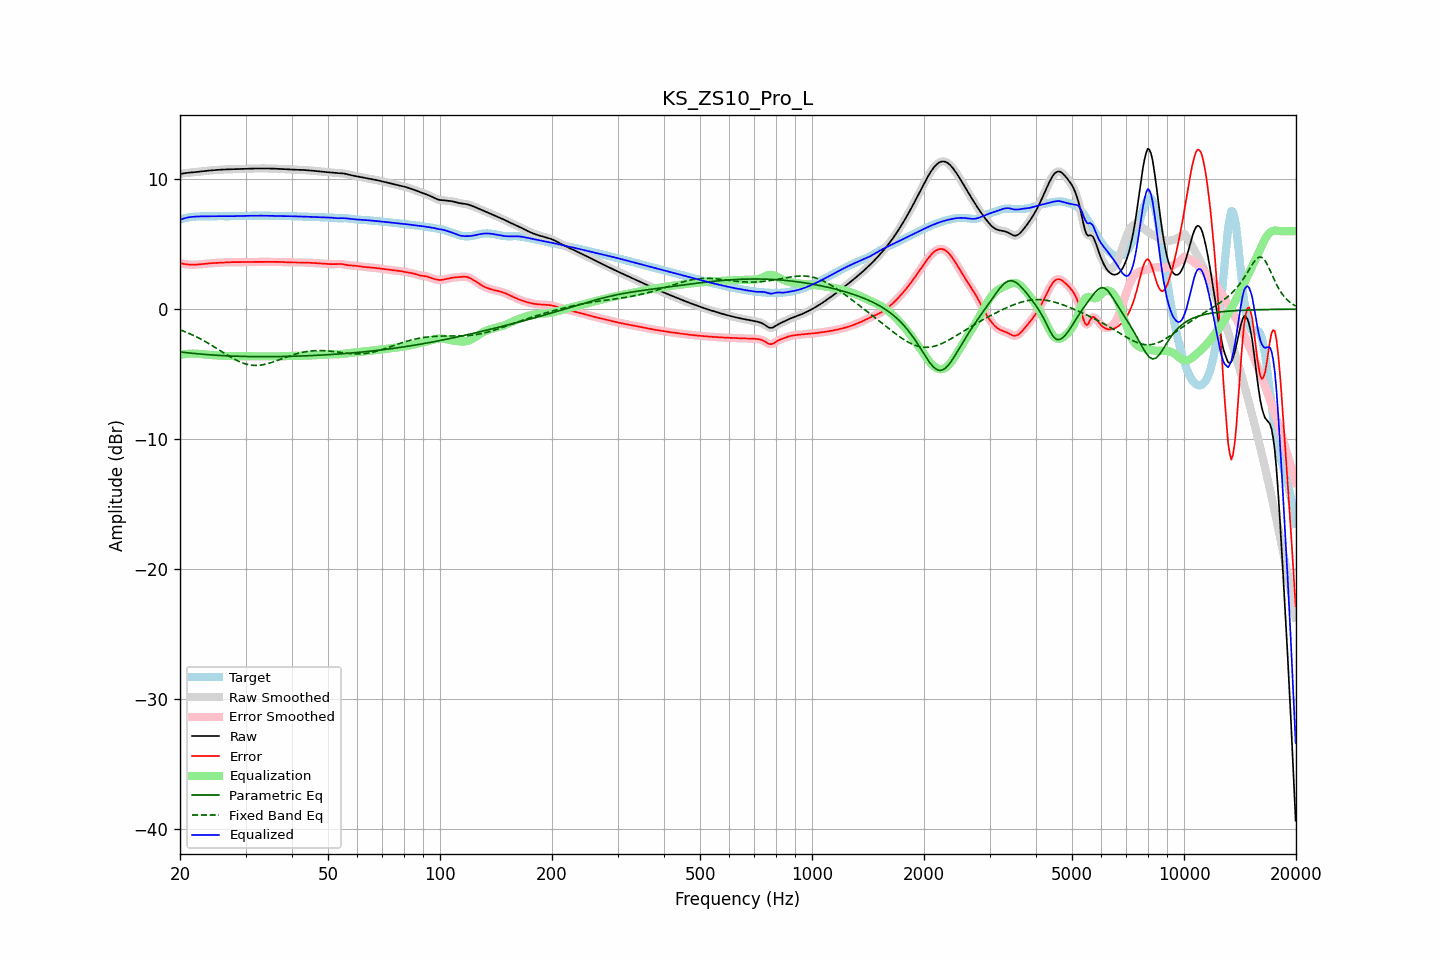 KS_ZS10_Pro_L
Amplitude (dBr)
10
0
−10
−20
−30
−40
Target
Raw Smoothed
Error Smoothed
Raw
Error
Equalization
Parametric Eq
Fixed Band Eq
Equalized
20 50 100 200 500 1000 2000 5000 10000 20000
Frequency (Hz)